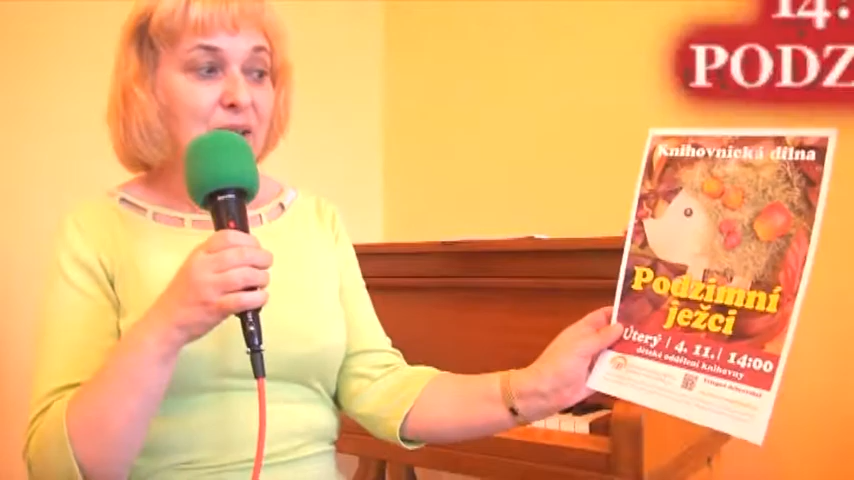 14:
PODZ
Knihovnická dílna
Podzimní
ježci
Úterý | 4. 11. | 14:00
dětské oddělení knihovny